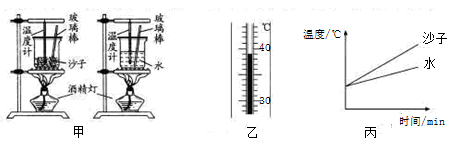 玻璃棒
温度计
沙子
酒精灯
玻璃棒
温度计
水
甲
℃
40
30
乙
温度/℃
沙子
水
时间/min
丙